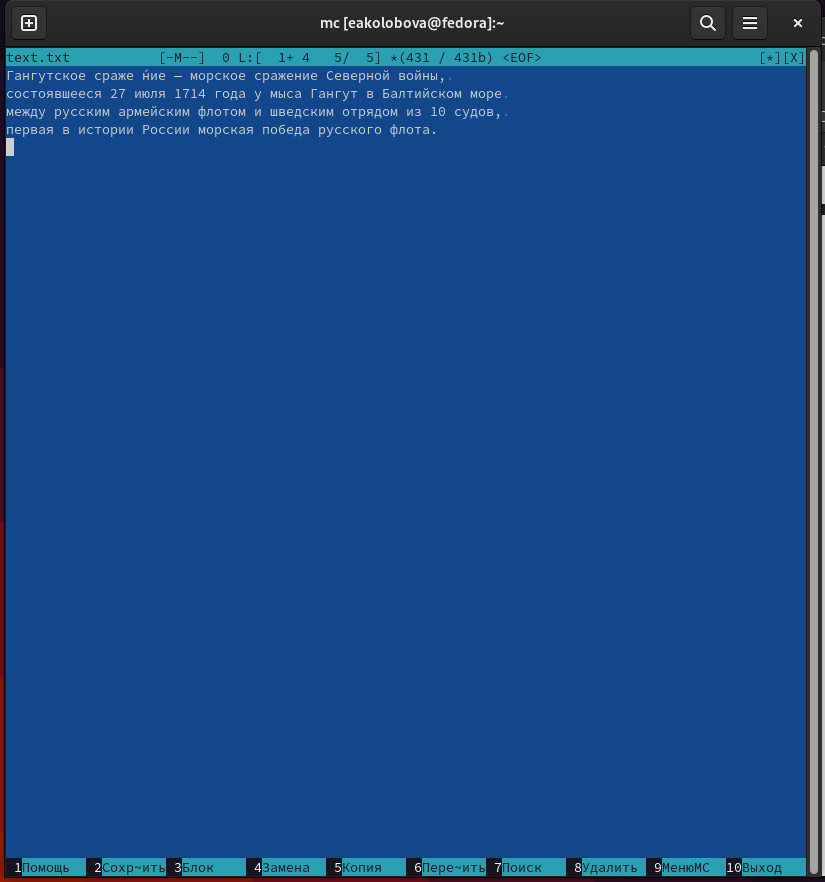 mc [eakolobova@fedora]:~
text.txt [-M--] 0 L:[ 1+ 4 5/ 5] *(431 / 431b) <EOF> [*][X]
Гангутское сраже ́ние — морское сражение Северной войны,.
состоявшееся 27 июля 1714 года у мыса Гангут в Балтийском море.
между русским армейским флотом и шведским отрядом из 10 судов,.
первая в истории России морская победа русского флота.
1Помощь 2Сохр~ить 3Блок 4Замена 5Копия 6Пере~ить 7Поиск 8Удалить 9МенюMC 10Выход